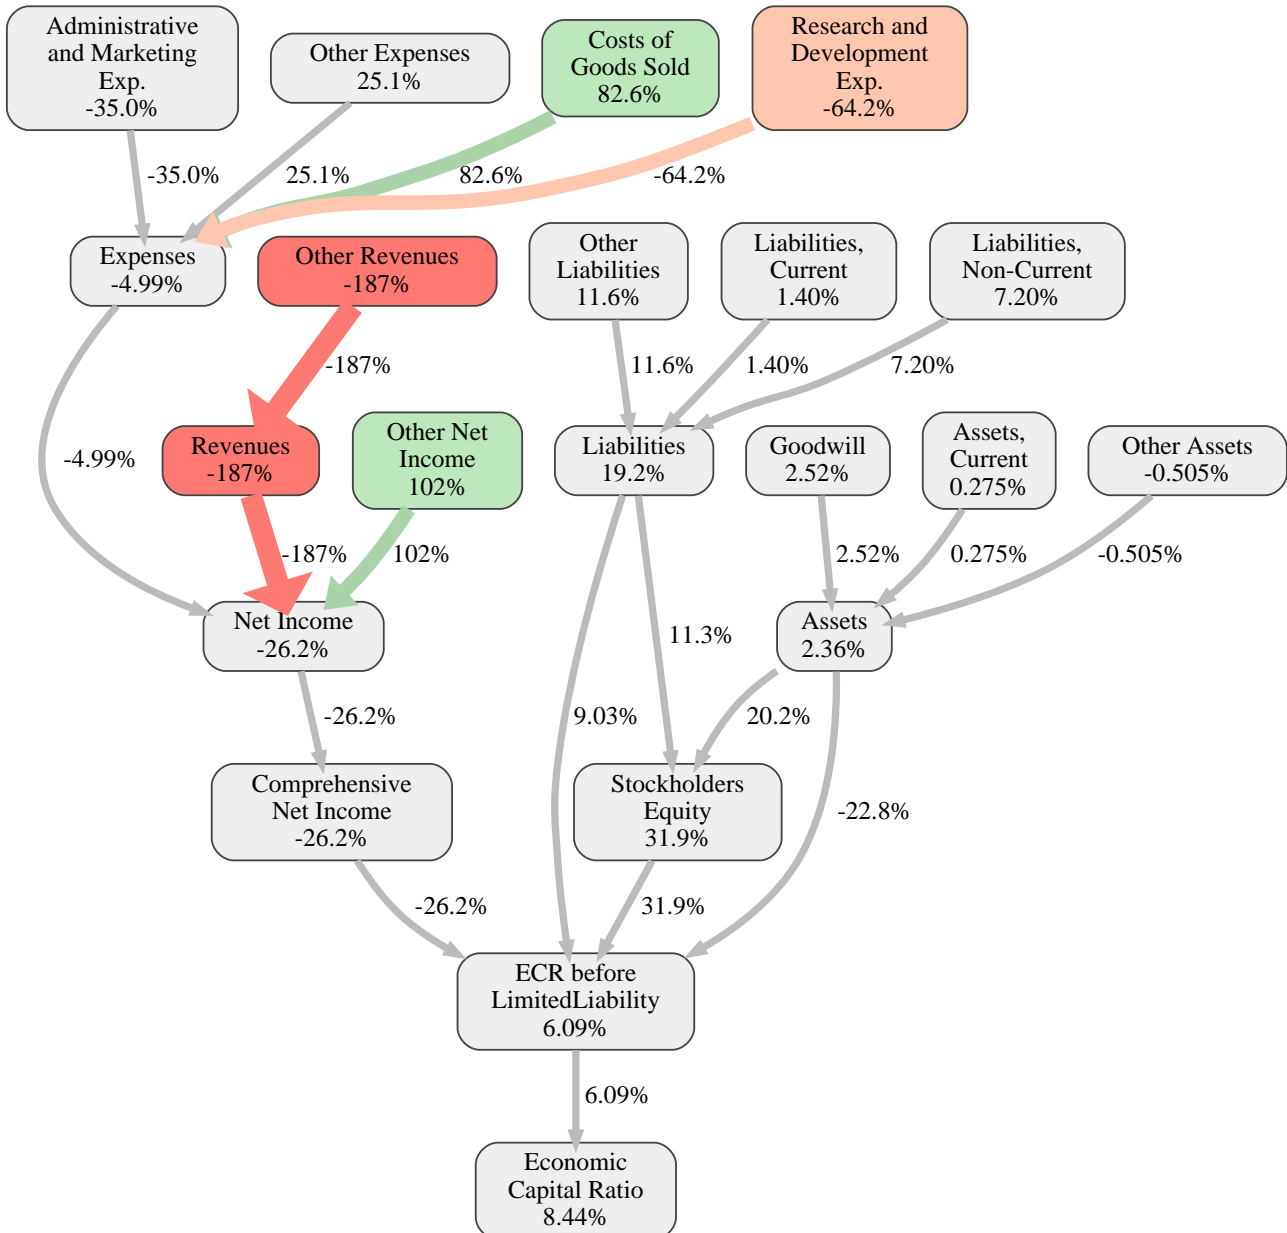 Administrative
and Marketing
Exp.
-35.0%
Other Expenses
25.1%
Costs of
Goods Sold
82.6%
Research and
Development
Exp.
-64.2%
-35.0%
25.1%
82.6%
-64.2%
Expenses
-4.99%
Other Revenues
-187%
Other
Liabilities
11.6%
Liabilities,
Current
1.40%
Liabilities,
Non-Current
7.20%
-187%
11.6%
1.40%
7.20%
-4.99%
Revenues
-187%
Other Net
Income
102%
Liabilities
19.2%
Goodwill
2.52%
Assets,
Current
0.275%
Other Assets
-0.505%
-187%
102%
2.52%
0.275%
-0.505%
Net Income
-26.2%
11.3%
Assets
2.36%
-26.2%
9.03%
20.2%
Comprehensive
Net Income
-26.2%
Stockholders
Equity
31.9%
-22.8%
-26.2%
31.9%
ECR before
LimitedLiability
6.09%
6.09%
Economic
Capital Ratio
8.44%